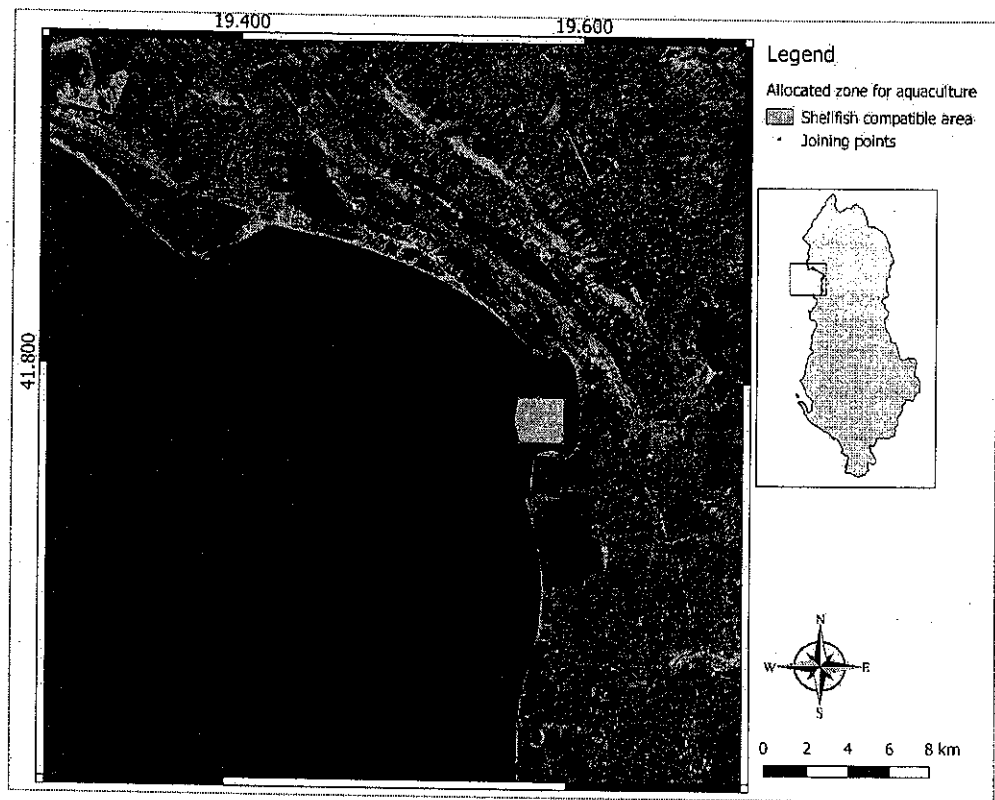 19.400
19.600
41.800
Legend
Allocated zone for aquaculture
Shellfish compatible area
Joining points
N
W
E
S
0 2 4 6 8 km